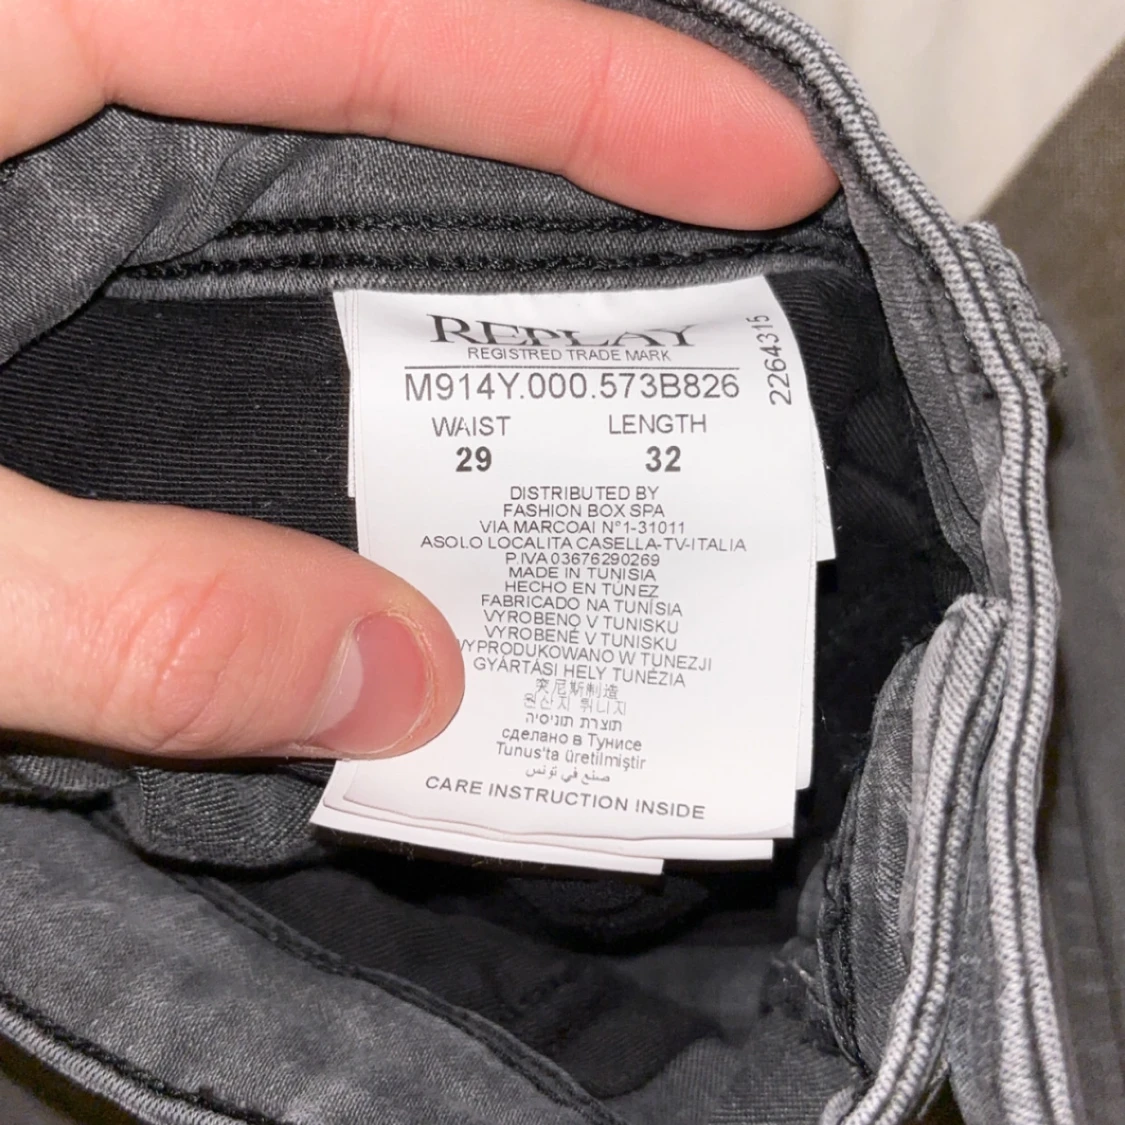 REPLAY
REGISTRED TRADE MARK
M914Y.000.573B826
2264315
WAIST LENGTH
29 32
DISTRIBUTED BY
FASHION BOX SPA
VIA MARCOAI N°1-31011
ASOLO LOCALITA CASELLA-TV-ITALIA
P.IVA 03676290269
MADE IN TUNISIA
HECHO EN TÚNEZ
FABRICADO NA TUNÍSIA
VYROBENO V TUNISKU
VYROBENÉ V TUNISKU
WYPRODUKOWANO W TUNEZJI
GYÁRTÁSI HELY TUNÉZIA
突尼斯制造
원산지 튀니지
תוצרת תוניסיה
сделано в Тунисе
Tunus'ta üretilmiştir
صنع في تونس
CARE INSTRUCTION INSIDE